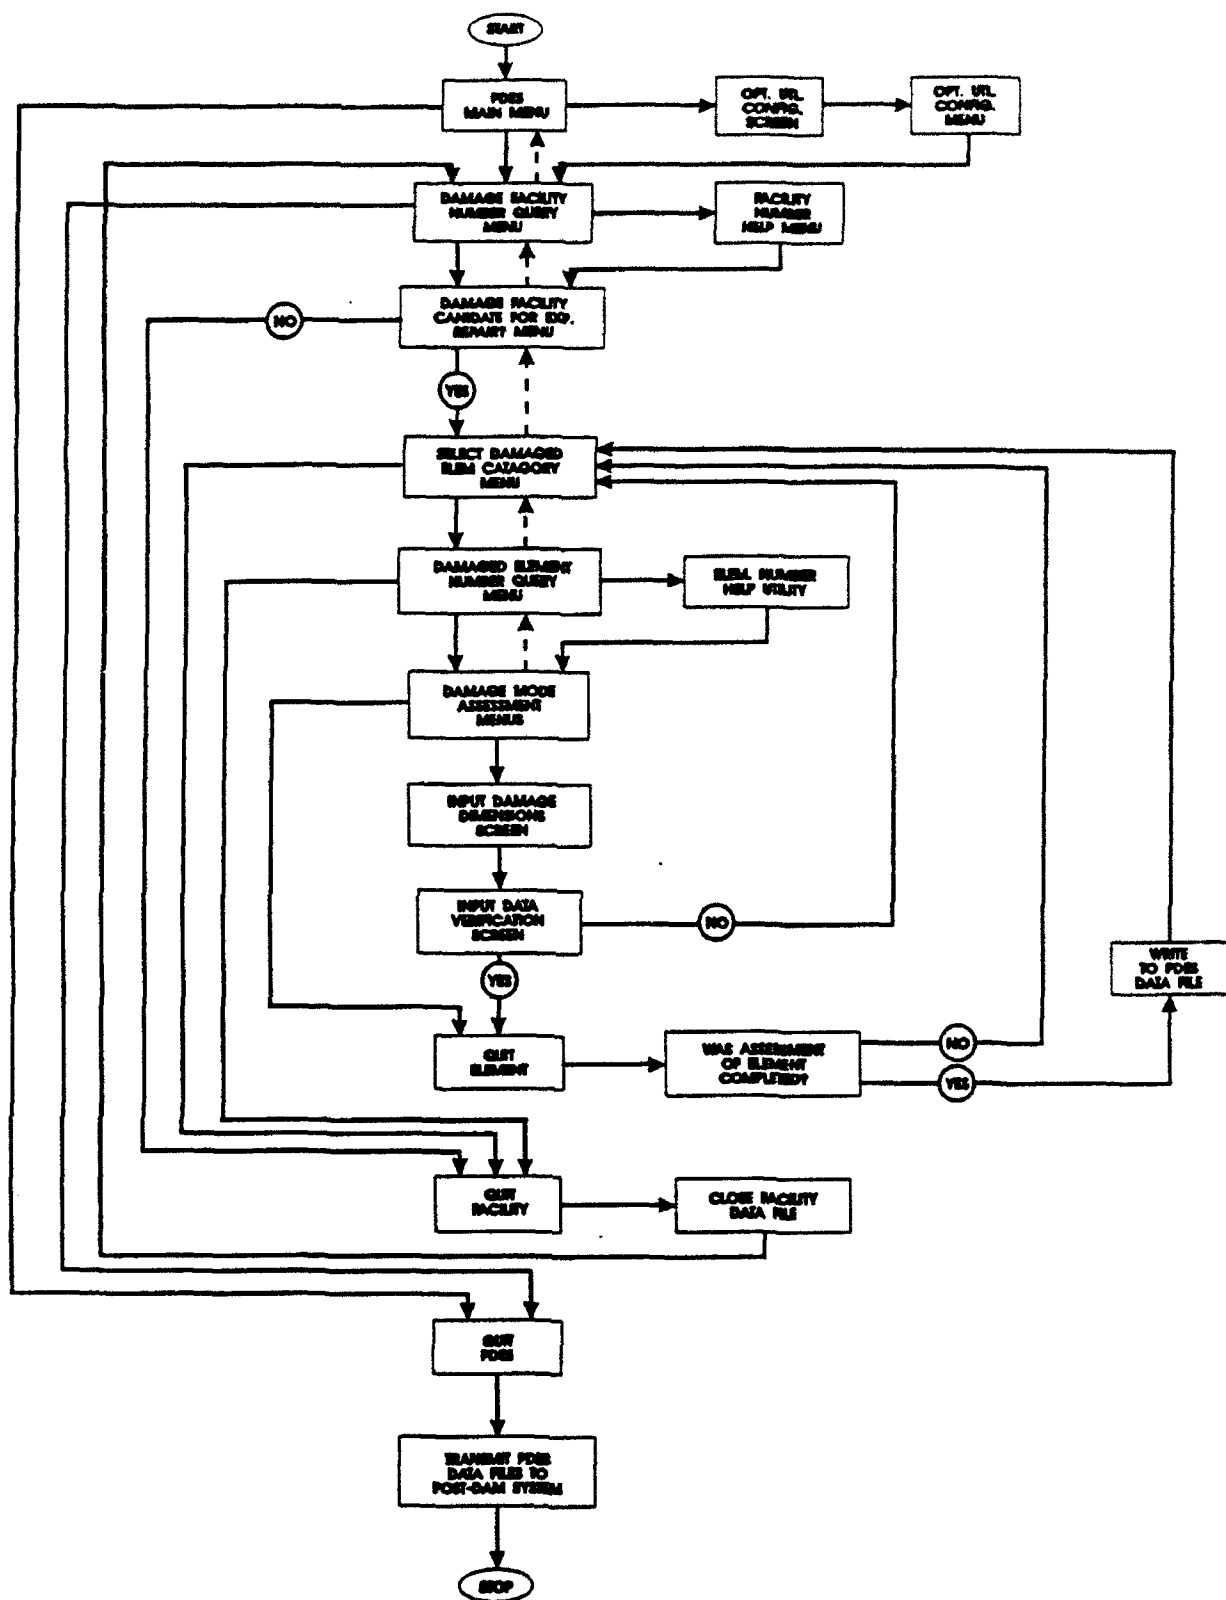 START
PDES
MAIN MENU
OPT. UTL.
CONFIG.
SCREEN
OPT. UTL.
CONFIG.
MENU
DAMAGE FACILITY
NUMBER QUERY
MENU
FACILITY
NUMBER
HELP MENU
DAMAGE FACILITY
CANIDATE FOR EXP.
REPAIR? MENU
NO
YES
SELECT DAMAGED
ELEM CATAGORY
MENU
DAMAGED ELEMENT
NUMBER QUERY
MENU
ELEM. NUMBER
HELP UTILITY
DAMAGE MODE
ASSESSMENT
MENUS
INPUT DAMAGE
DIMENSIONS
SCREEN
INPUT DATA
VERIFICATION
SCREEN
NO
YES
WRITE
TO PDES
DATA FILE
QUIT
ELEMENT
WAS ASSESSMENT
OF ELEMENT
COMPLETED?
NO
YES
QUIT
FACILITY
CLOSE FACILITY
DATA FILE
QUIT
PDES
TRANSMIT PDES
DATA FILES TO
POST-DAM SYSTEM
STOP